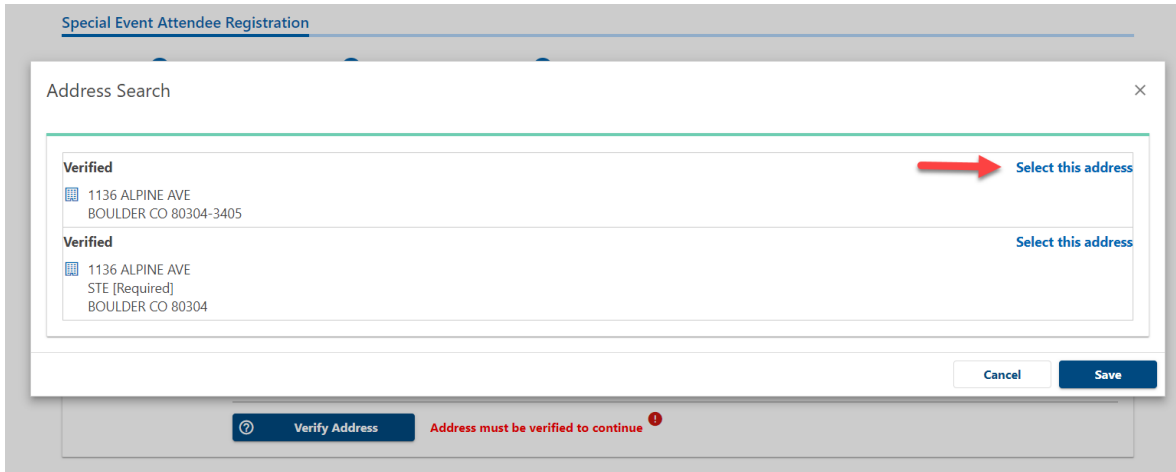 Special Event Attendee Registration
Address Search
Verified Select this address
1136 ALPINE AVE
BOULDER CO 80304-3405
Verified Select this address
1136 ALPINE AVE
STE [Required]
BOULDER CO 80304
Cancel Save
Verify Address Address must be verified to continue